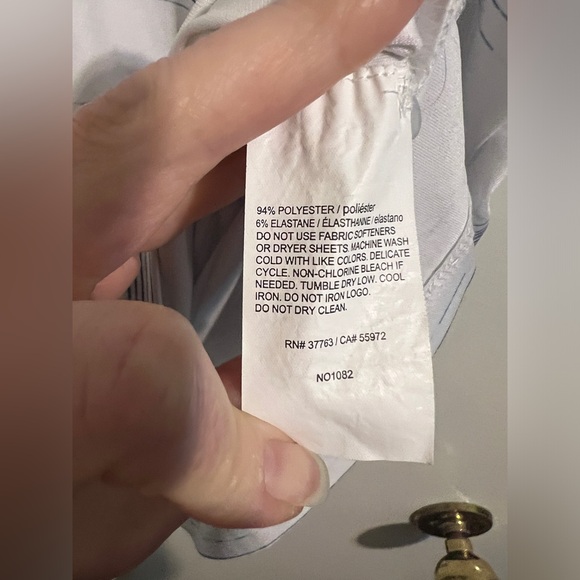 94% POLYESTER / poliéster
6% ELASTANE / ÉLASTHANNE / elastano
DO NOT USE FABRIC SOFTENERS
OR DRYER SHEETS. MACHINE WASH
COLD WITH LIKE COLORS. DELICATE
CYCLE. NON-CHLORINE BLEACH IF
NEEDED. TUMBLE DRY LOW. COOL
IRON. DO NOT IRON LOGO.
DO NOT DRY CLEAN.
RN# 37763 / CA# 55972
NO1082